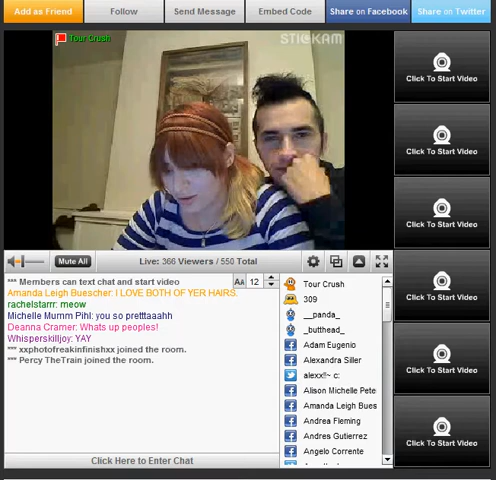 Add as Friend
Follow
Send Message
Embed Code
Share on Facebook
Share on Twitter
Tour Crush
STICKAM
Click To Start Video
Click To Start Video
Click To Start Video
Click To Start Video
Click To Start Video
Click To Start Video
Mute All
Live: 366 Viewers / 550 Total
*** Members can text chat and start video
AA 12
Amanda Leigh Buescher: I LOVE BOTH OF YER HAIRS.
rachelstarrr: meow
Michelle Murnm Pihl: you so prettaaahh
Deanna Cramer: Whats up peoples!
Whisperskilljoy: YAY
*** xxphotofreakinfinishxx joined the room.
*** Percy TheTrain joined the room.
Click Here to Enter Chat
Tour Crush
309
__panda_
_butthead_
Adam Eugenio
Alexandra Siller
alexx!!~ c:
Alison Michelle Pete
Amanda Leigh Bues
Andrea Fleming
Andres Gutierrez
Angelo Corrente